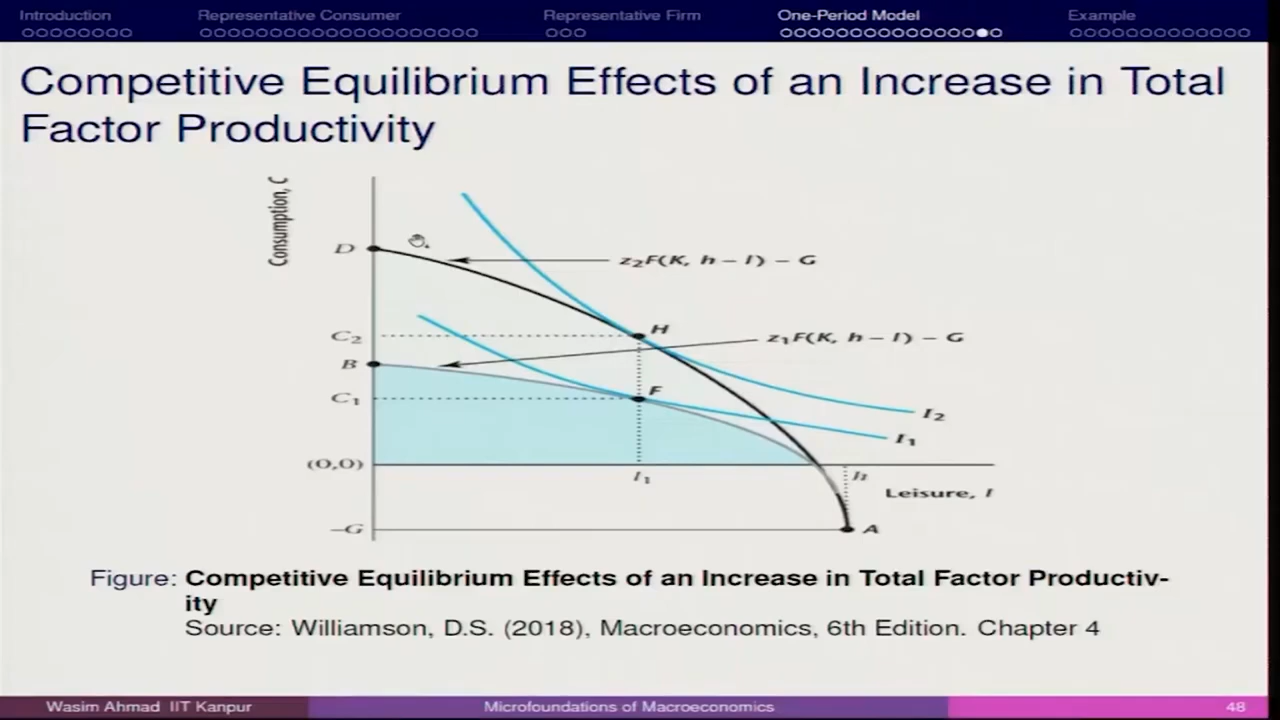 Introduction
Representative Consumer
Representative Firm
One-Period Model
Example
Competitive Equilibrium Effects of an Increase in Total
Factor Productivity
Consumption, C
D
z₂F(K, h – l) – G
C₂
H
z₁F(K, h – l) – G
B
C₁
F
I₂
I₁
(0,0)
l₁
h
Leisure, l
–G
A
Figure: Competitive Equilibrium Effects of an Increase in Total Factor Productiv-
ity
Source: Williamson, D.S. (2018), Macroeconomics, 6th Edition. Chapter 4
Wasim Ahmad IIT Kanpur
Microfoundations of Macroeconomics
48